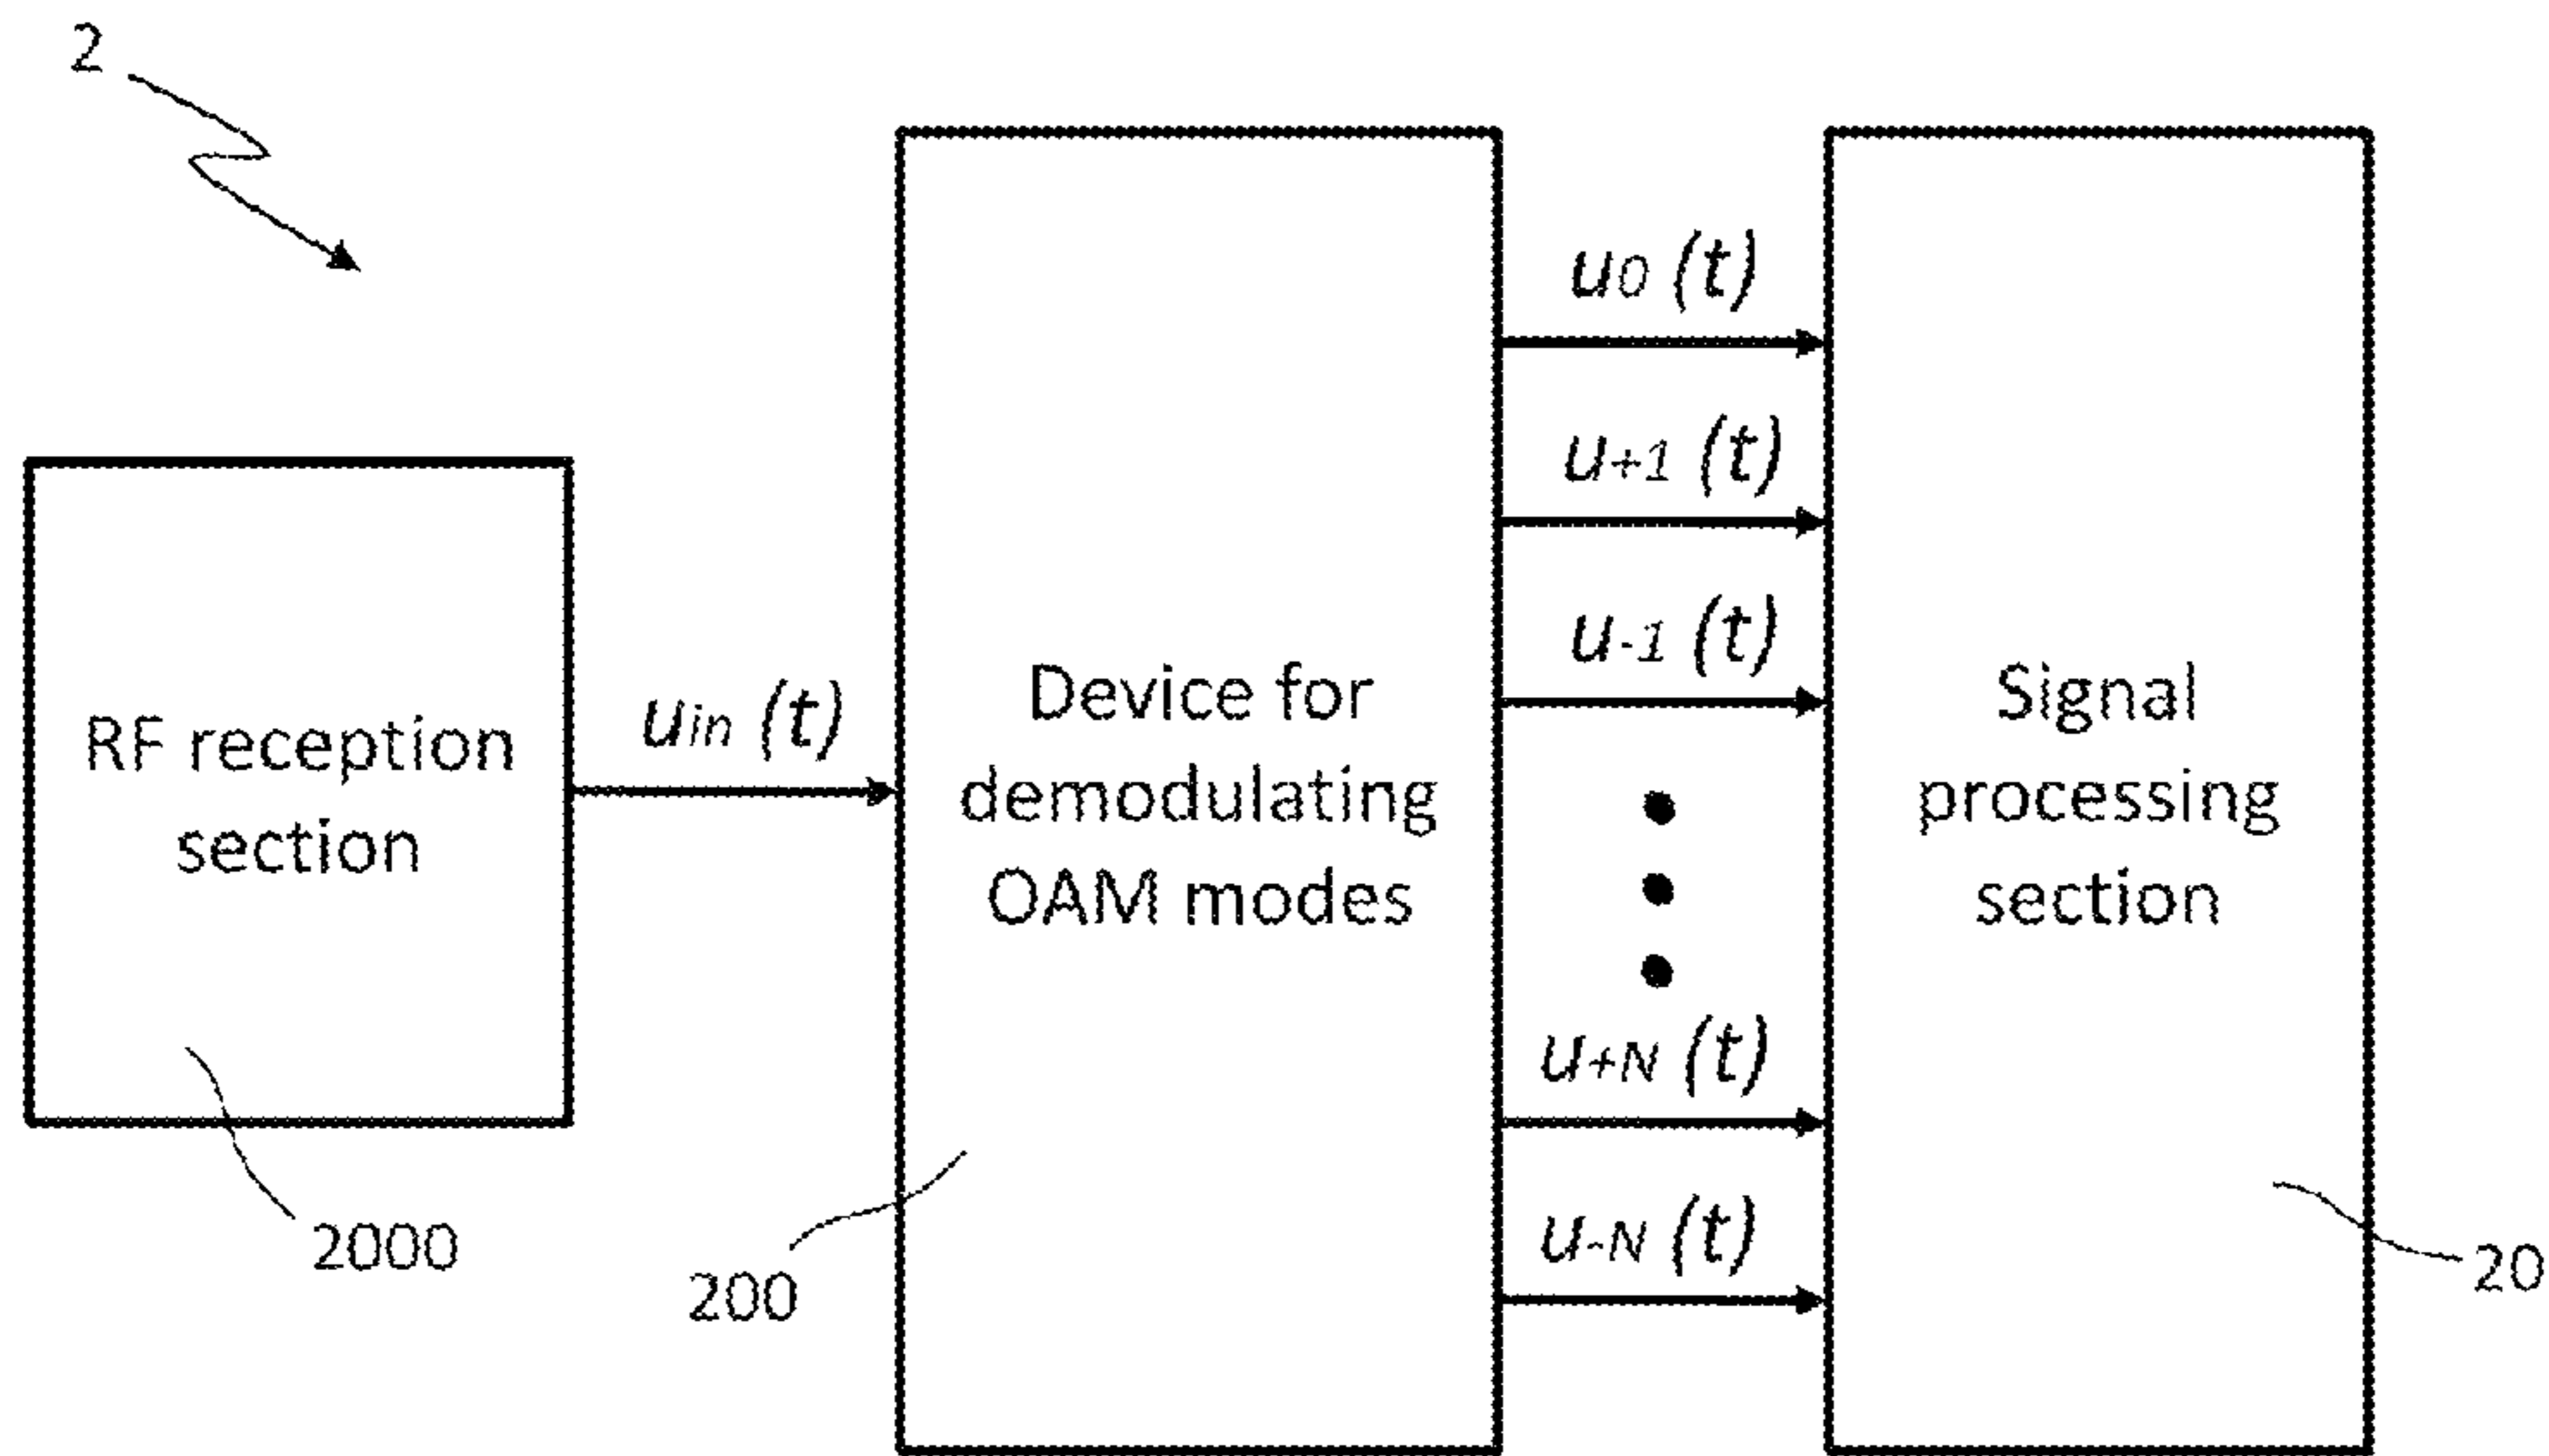 2
RF reception
section
2000
uin (t)
Device for
demodulating
OAM modes
200
u0 (t)
u+1 (t)
u-1 (t)
u+N (t)
u-N (t)
Signal
processing
section
20